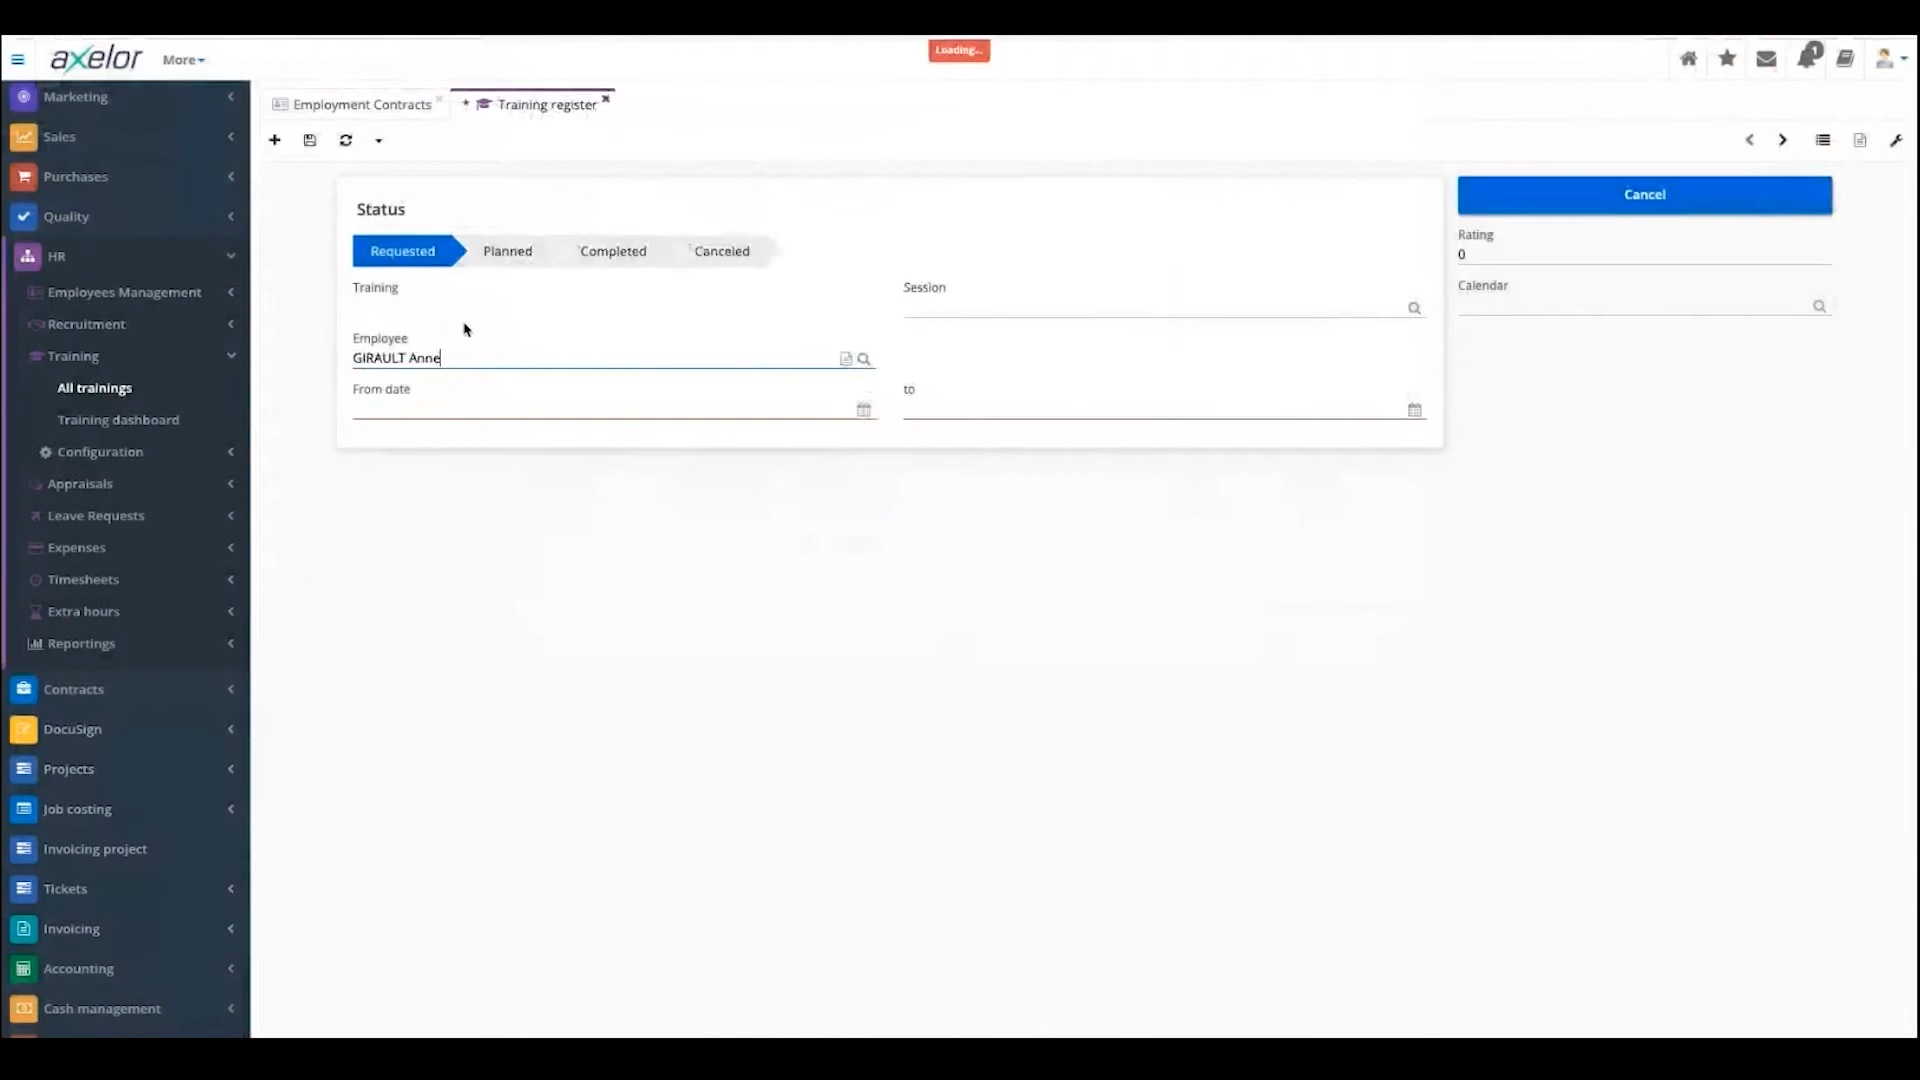 axelor More
Loading...
1
Marketing
Sales
Purchases
Quality
HR
Employees Management
Recruitment
Training
All trainings
Training dashboard
Configuration
Appraisals
Leave Requests
Expenses
Timesheets
Extra hours
Reportings
Contracts
DocuSign
Projects
Job costing
Invoicing project
Tickets
Invoicing
Accounting
Cash management
Employment Contracts
* Training register
Status
Requested Planned Completed Canceled
Training
Session
Employee
GIRAULT Anne
From date
to
Cancel
Rating
0
Calendar